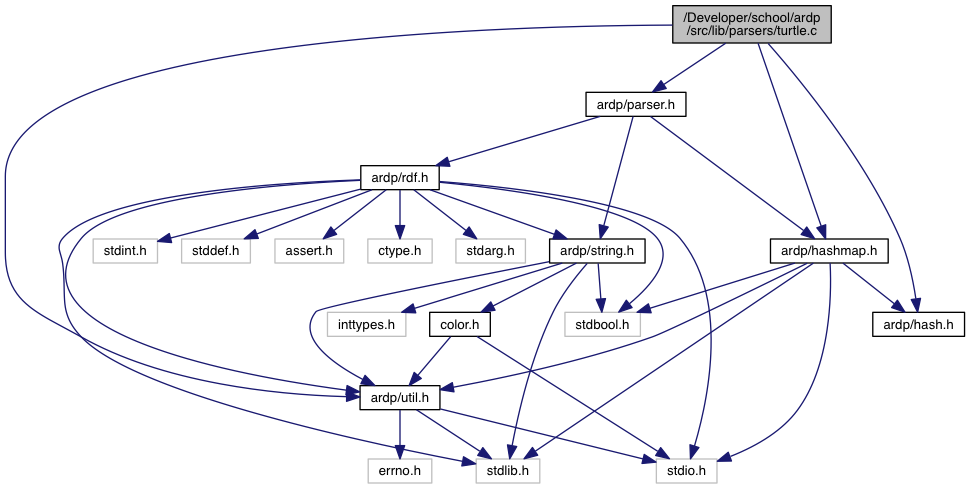 /Developer/school/ardp
/src/lib/parsers/turtle.c
ardp/parser.h
ardp/rdf.h
stdint.h
stddef.h
assert.h
ctype.h
stdarg.h
ardp/string.h
ardp/hashmap.h
inttypes.h
color.h
stdbool.h
ardp/hash.h
ardp/util.h
errno.h
stdlib.h
stdio.h